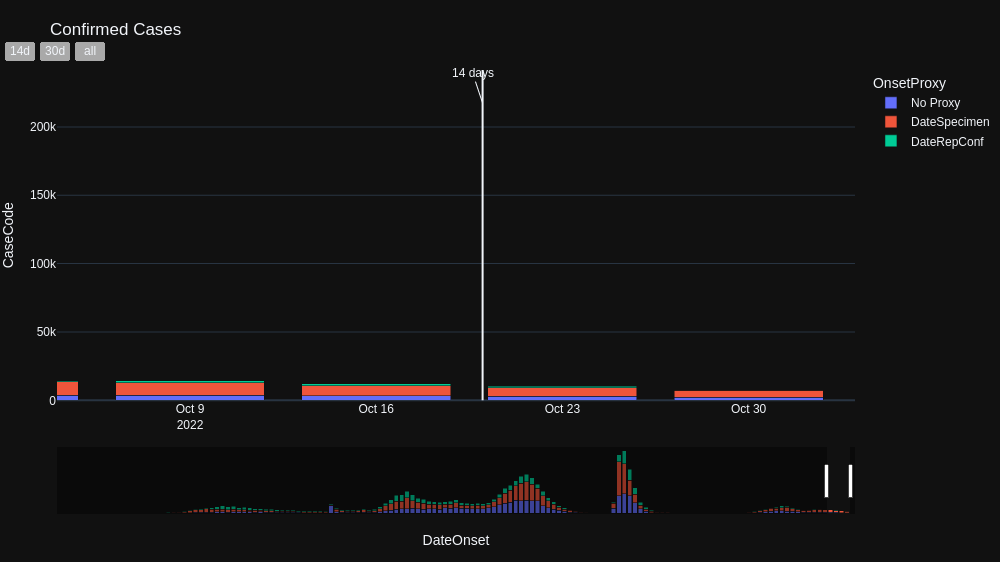 Confirmed Cases
14d 30d all
14 days
OnsetProxy
No Proxy
DateSpecimen
DateRepConf
200k
150k
100k
50k
0
CaseCode
Oct 9 Oct 16 Oct 23 Oct 30
2022
DateOnset